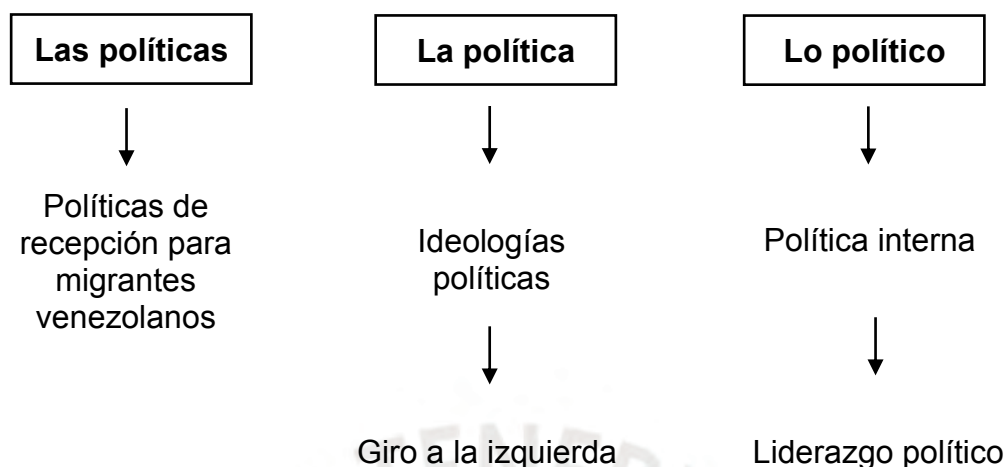 Las políticas
La política
Lo político
Políticas de
recepción para
migrantes
venezolanos
Ideologías
políticas
Política interna
Giro a la izquierda
Liderazgo político